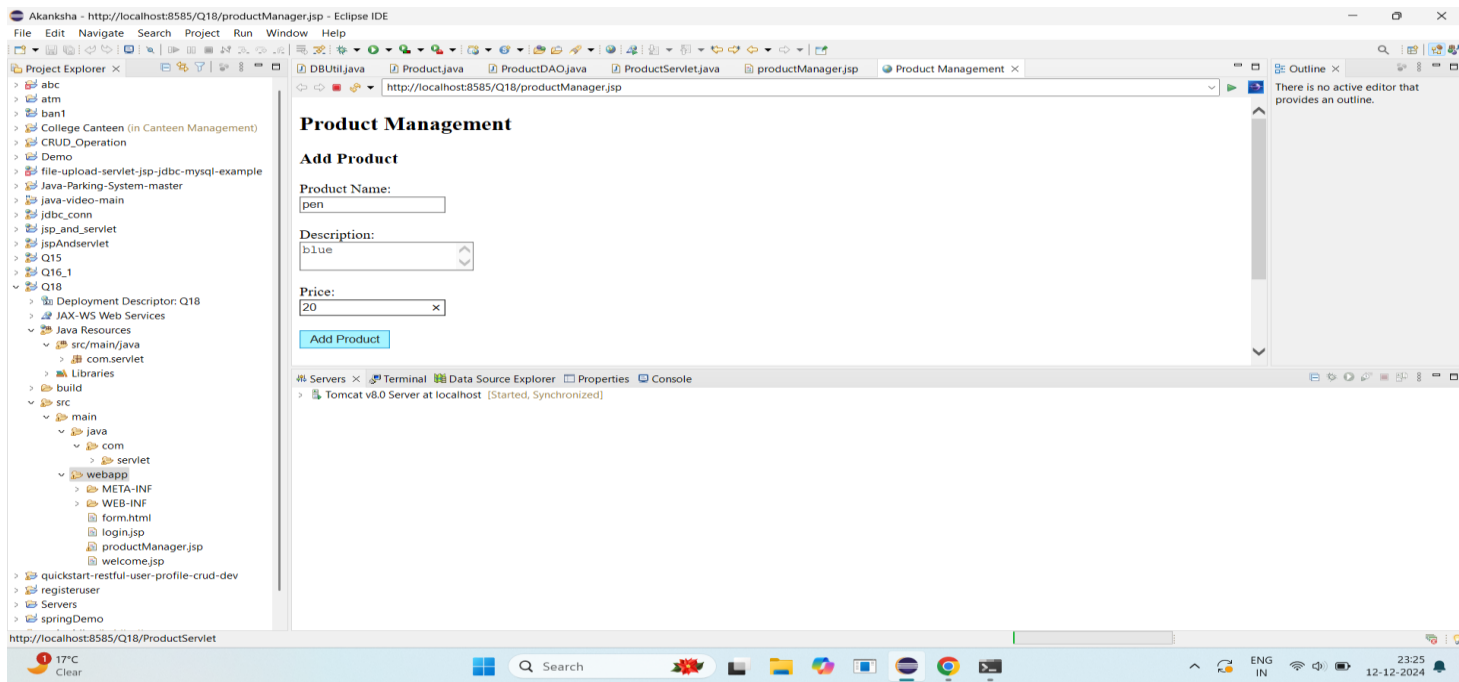 Akanksha - http://localhost:8585/Q18/productManager.jsp - Eclipse IDE
File Edit Navigate Search Project Run Window Help
Project Explorer
abc
atm
ban1
College Canteen (in Canteen Management)
CRUD_Operation
Demo
file-upload-servlet-jsp-jdbc-mysql-example
Java-Parking-System-master
java-video-main
jdbc_conn
jsp_and_servlet
jspAndservlet
Q15
Q16_1
Q18
Deployment Descriptor: Q18
JAX-WS Web Services
Java Resources
src/main/java
com.servlet
Libraries
build
src
main
java
com
servlet
webapp
META-INF
WEB-INF
form.html
login.jsp
productManager.jsp
welcome.jsp
quickstart-restful-user-profile-crud-dev
registeruser
Servers
springDemo
DBUtil.java Product.java ProductDAO.java ProductServlet.java productManager.jsp Product Management
http://localhost:8585/Q18/productManager.jsp
Product Management
Add Product
Product Name:
pen
Description:
blue
Price:
20
Add Product
Outline
There is no active editor that
provides an outline.
Servers Terminal Data Source Explorer Properties Console
Tomcat v8.0 Server at localhost [Started, Synchronized]
http://localhost:8585/Q18/ProductServlet
1
17°C
Clear
Search
ENG
IN
23:25
12-12-2024